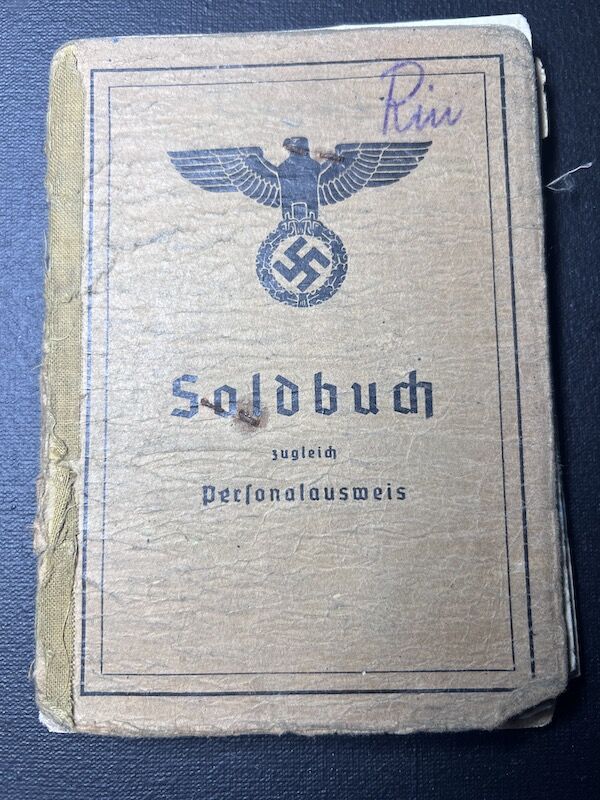 Rin
Soldbuch
zugleich
Personalausweis